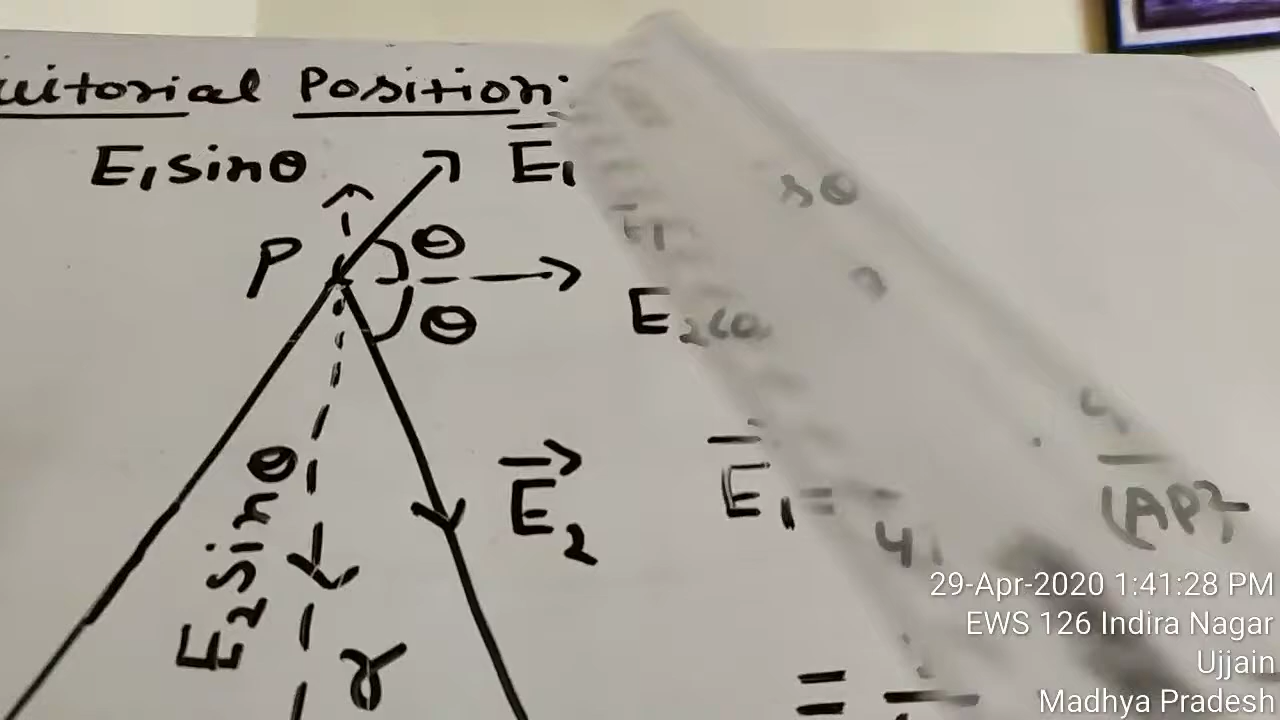 uitorial Position:
E₁sinθ
E₁
P
θ
θ
E₂
E₂
E₂Sinθ
E₁ =
(AP)²
r
=
29-Apr-2020 1:41:28 PM
EWS 126 Indira Nagar
Ujjain
Madhya Pradesh